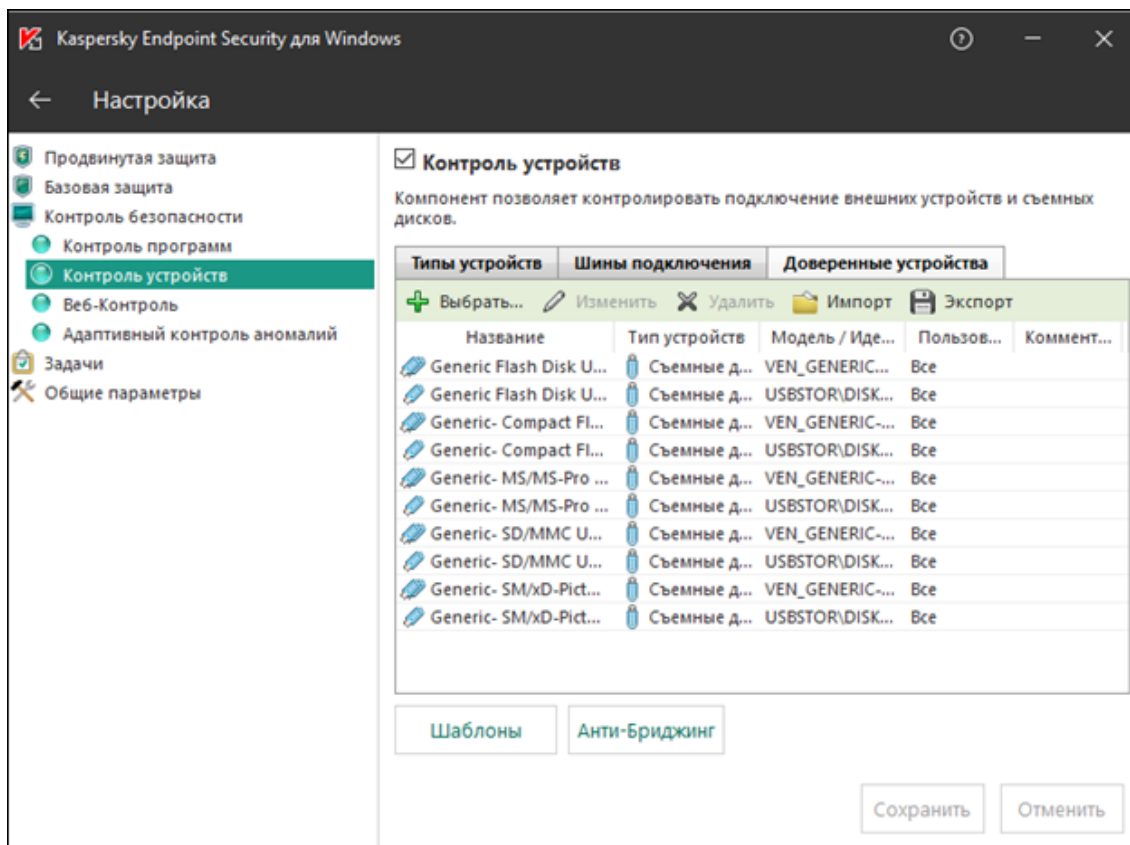 Kaspersky Endpoint Security для Windows
Настройка
Продвинутая защита
Базовая защита
Контроль безопасности
Контроль программ
Контроль устройств
Веб-Контроль
Адаптивный контроль аномалий
Задачи
Общие параметры
Контроль устройств
Компонент позволяет контролировать подключение внешних устройств и съемных
дисков.
Типы устройств Шины подключения Доверенные устройства
Выбрать... Изменить Удалить Импорт Экспорт
Название Тип устройств Модель / Иде... Пользов... Коммент...
Generic Flash Disk U... Съемные д... VEN_GENERIC... Все
Generic Flash Disk U... Съемные д... USBSTOR\DISK... Все
Generic- Compact Fl... Съемные д... VEN_GENERIC-... Все
Generic- Compact Fl... Съемные д... USBSTOR\DISK... Все
Generic- MS/MS-Pro ... Съемные д... VEN_GENERIC-... Все
Generic- MS/MS-Pro ... Съемные д... USBSTOR\DISK... Все
Generic- SD/MMC U... Съемные д... VEN_GENERIC-... Все
Generic- SD/MMC U... Съемные д... USBSTOR\DISK... Все
Generic- SM/xD-Pict... Съемные д... VEN_GENERIC-... Все
Generic- SM/xD-Pict... Съемные д... USBSTOR\DISK... Все
Шаблоны Анти-Бриджинг
Сохранить Отменить